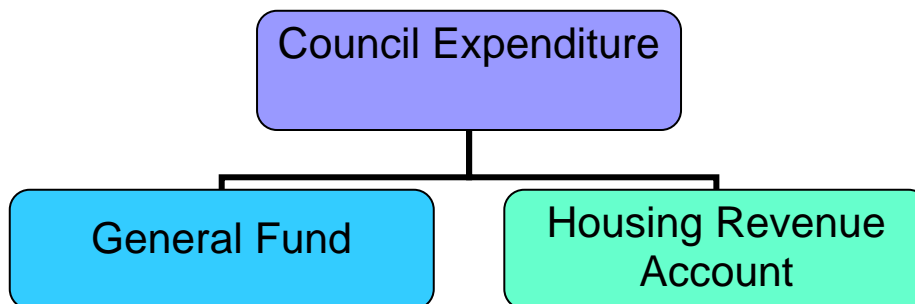 Council Expenditure
General Fund
Housing Revenue
Account